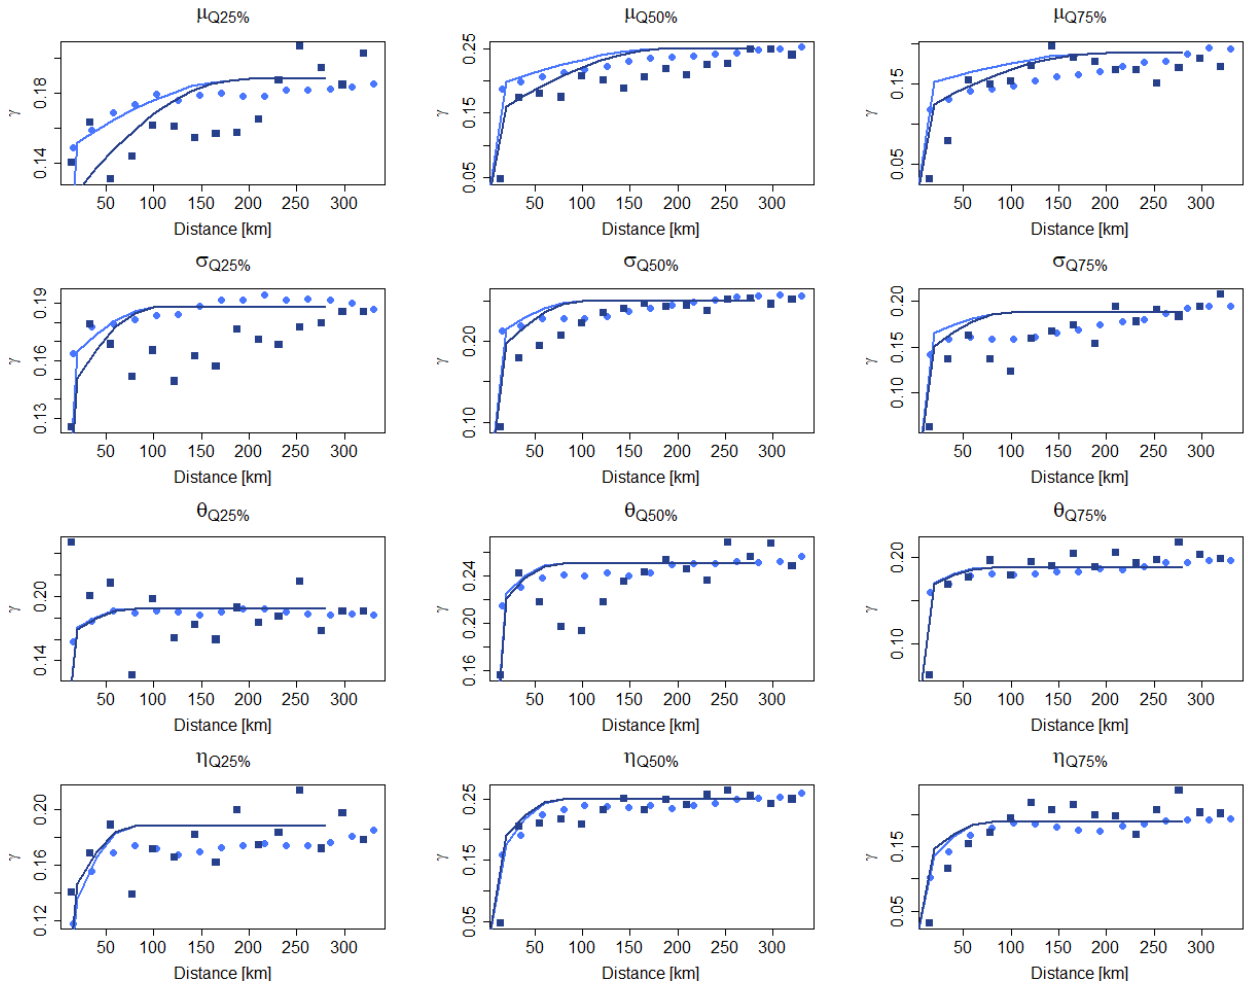 μQ25%
μQ50%
μQ75%
γ
0.14
0.18
50 100 150 200 250 300
Distance [km]
γ
0.05
0.15
0.25
50 100 150 200 250 300
Distance [km]
γ
0.05
0.15
50 100 150 200 250 300
Distance [km]
σQ25%
σQ50%
σQ75%
γ
0.13
0.16
0.19
50 100 150 200 250 300
Distance [km]
γ
0.10
0.20
50 100 150 200 250 300
Distance [km]
γ
0.10
0.15
0.20
50 100 150 200 250 300
Distance [km]
θQ25%
θQ50%
θQ75%
γ
0.14
0.20
50 100 150 200 250 300
Distance [km]
γ
0.16
0.20
0.24
50 100 150 200 250 300
Distance [km]
γ
0.10
0.20
50 100 150 200 250 300
Distance [km]
ηQ25%
ηQ50%
ηQ75%
γ
0.12
0.16
0.20
50 100 150 200 250 300
Distance [km]
γ
0.05
0.15
0.25
50 100 150 200 250 300
Distance [km]
γ
0.05
0.15
50 100 150 200 250 300
Distance [km]